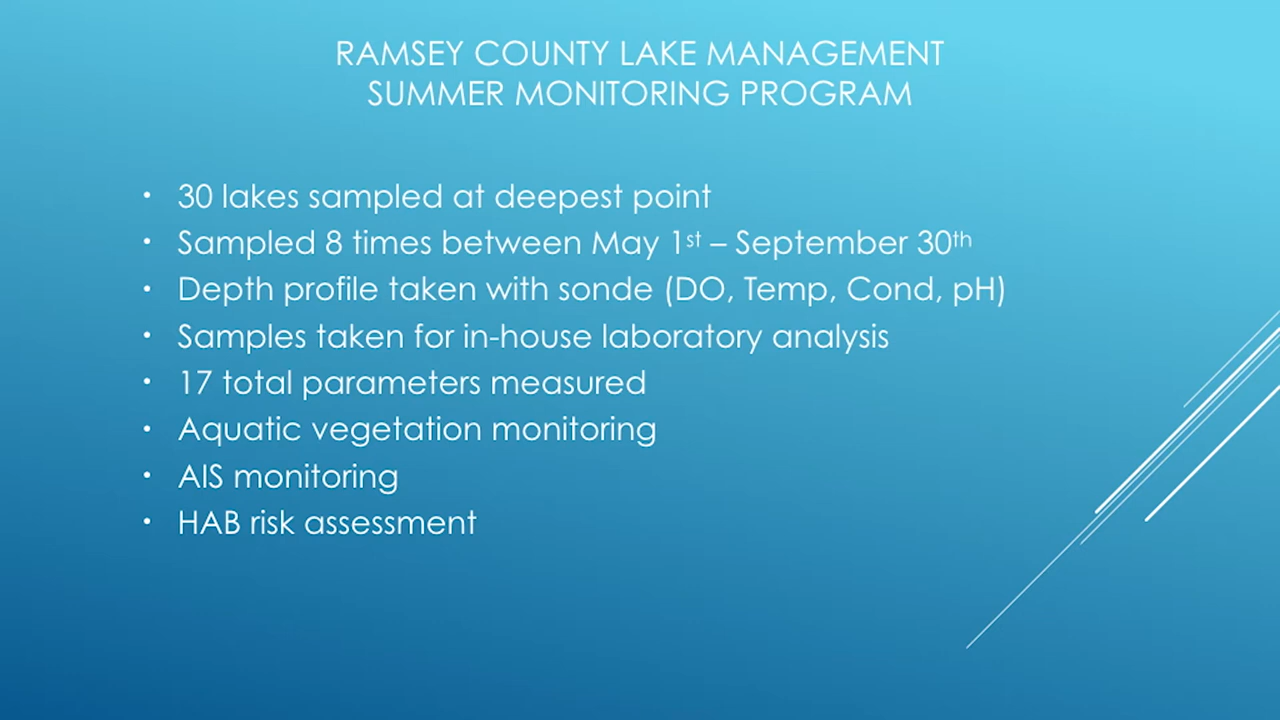 RAMSEY COUNTY LAKE MANAGEMENT
SUMMER MONITORING PROGRAM
• 30 lakes sampled at deepest point
• Sampled 8 times between May 1st – September 30th
• Depth profile taken with sonde (DO, Temp, Cond, pH)
• Samples taken for in-house laboratory analysis
• 17 total parameters measured
• Aquatic vegetation monitoring
• AIS monitoring
• HAB risk assessment